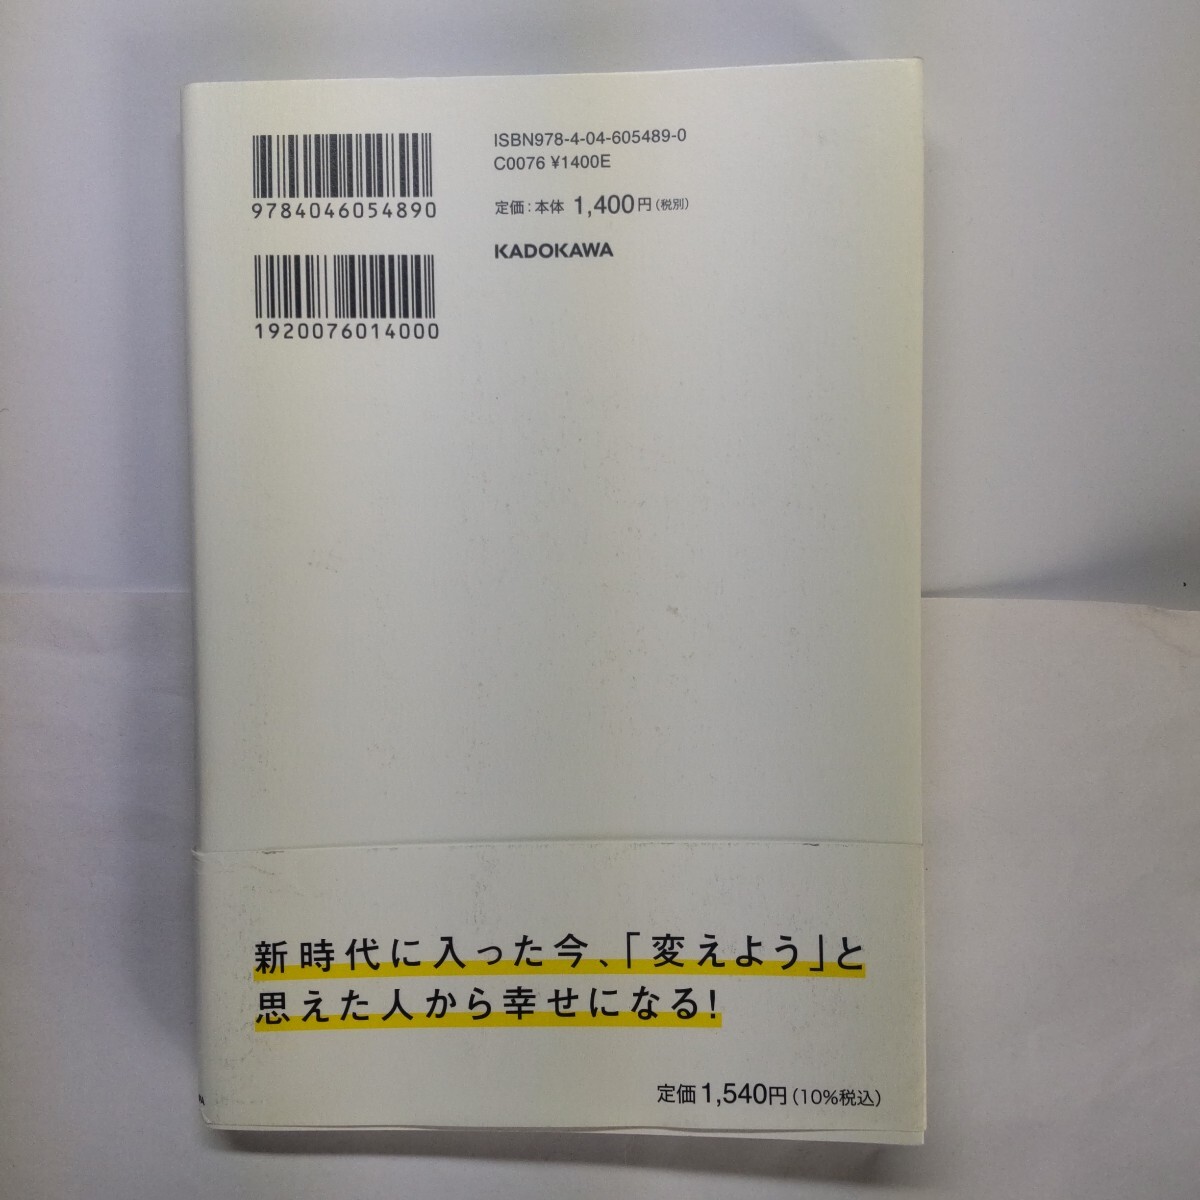 9784046054890
1920076014000
ISBN978-4-04-605489-0
C0076 ¥1400E
定価:本体 1,400円(税別)
KADOKAWA
新時代に入った今、「変えよう」と
思えた人から幸せになる!
定価1,540円(10%税込)